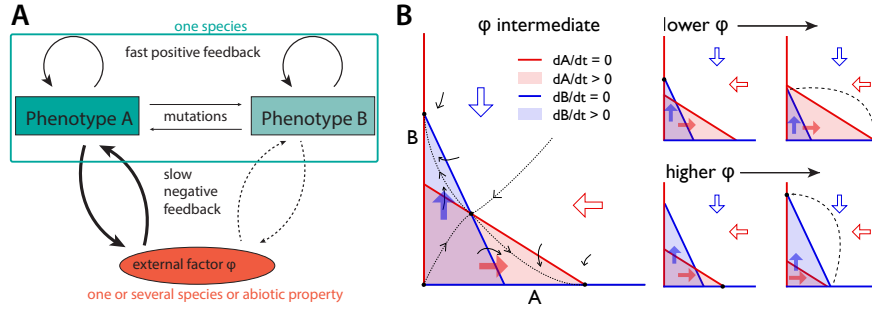 A
one species
fast positive feedback
Phenotype A
mutations
Phenotype B
slow
negative
feedback
external factor φ
one or several species or abiotic property
B
φ intermediate
dA/dt = 0
dA/dt > 0
dB/dt = 0
dB/dt > 0
B
A
lower φ
higher φ